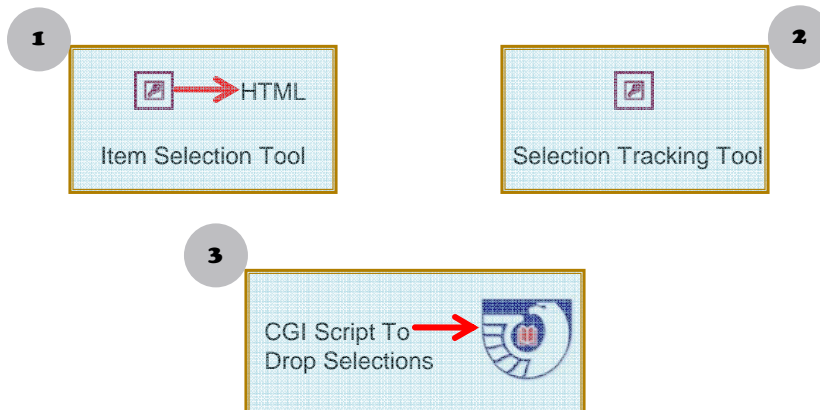 1
HTML
Item Selection Tool
2
Selection Tracking Tool
3
CGI Script To
Drop Selections